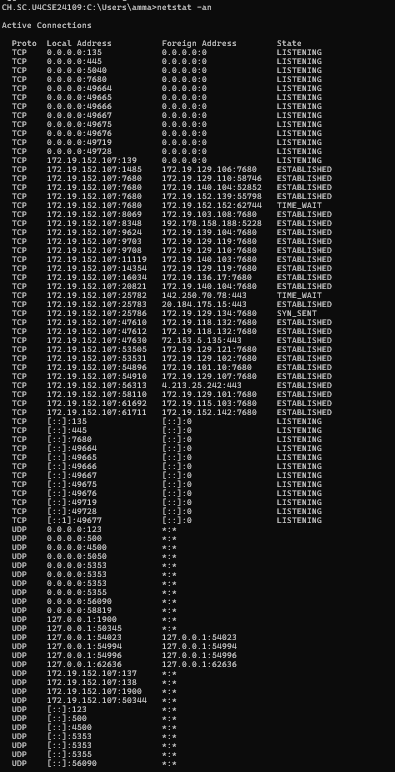 CH.SC.U4CSE24109:C:\Users\amma>netstat -an
Active Connections
Proto  Local Address          Foreign Address        State
TCP    0.0.0.0:135            0.0.0.0:0              LISTENING
TCP    0.0.0.0:445            0.0.0.0:0              LISTENING
TCP    0.0.0.0:5040           0.0.0.0:0              LISTENING
TCP    0.0.0.0:7680           0.0.0.0:0              LISTENING
TCP    0.0.0.0:49664          0.0.0.0:0              LISTENING
TCP    0.0.0.0:49665          0.0.0.0:0              LISTENING
TCP    0.0.0.0:49666          0.0.0.0:0              LISTENING
TCP    0.0.0.0:49667          0.0.0.0:0              LISTENING
TCP    0.0.0.0:49675          0.0.0.0:0              LISTENING
TCP    0.0.0.0:49676          0.0.0.0:0              LISTENING
TCP    0.0.0.0:49719          0.0.0.0:0              LISTENING
TCP    0.0.0.0:49728          0.0.0.0:0              LISTENING
TCP    172.19.152.107:139     0.0.0.0:0              LISTENING
TCP    172.19.152.107:1485    172.19.129.106:7680    ESTABLISHED
TCP    172.19.152.107:7680    172.19.129.110:58746   ESTABLISHED
TCP    172.19.152.107:7680    172.19.140.104:52852   ESTABLISHED
TCP    172.19.152.107:7680    172.19.152.139:55798   ESTABLISHED
TCP    172.19.152.107:7680    172.19.152.152:62744   TIME_WAIT
TCP    172.19.152.107:8069    172.19.103.108:7680    ESTABLISHED
TCP    172.19.152.107:8348    192.178.158.188:5228   ESTABLISHED
TCP    172.19.152.107:9624    172.19.139.104:7680    ESTABLISHED
TCP    172.19.152.107:9703    172.19.129.119:7680    ESTABLISHED
TCP    172.19.152.107:9708    172.19.129.110:7680    ESTABLISHED
TCP    172.19.152.107:11119   172.19.140.103:7680    ESTABLISHED
TCP    172.19.152.107:14354   172.19.129.119:7680    ESTABLISHED
TCP    172.19.152.107:16034   172.19.136.17:7680     ESTABLISHED
TCP    172.19.152.107:20821   172.19.140.104:7680    ESTABLISHED
TCP    172.19.152.107:25782   142.250.70.78:443      TIME_WAIT
TCP    172.19.152.107:25783   20.184.175.15:443      ESTABLISHED
TCP    172.19.152.107:25786   172.19.129.134:7680    SYN_SENT
TCP    172.19.152.107:47610   172.19.118.132:7680    ESTABLISHED
TCP    172.19.152.107:47612   172.19.118.132:7680    ESTABLISHED
TCP    172.19.152.107:47630   72.153.5.135:443       ESTABLISHED
TCP    172.19.152.107:53505   172.19.129.121:7680    ESTABLISHED
TCP    172.19.152.107:53531   172.19.129.102:7680    ESTABLISHED
TCP    172.19.152.107:54896   172.19.101.10:7680     ESTABLISHED
TCP    172.19.152.107:54910   172.19.129.107:7680    ESTABLISHED
TCP    172.19.152.107:56313   4.213.25.242:443       ESTABLISHED
TCP    172.19.152.107:58110   172.19.129.101:7680    ESTABLISHED
TCP    172.19.152.107:61692   172.19.115.103:7680    ESTABLISHED
TCP    172.19.152.107:61711   172.19.152.142:7680    ESTABLISHED
TCP    [::]:135               [::]:0                 LISTENING
TCP    [::]:445               [::]:0                 LISTENING
TCP    [::]:7680              [::]:0                 LISTENING
TCP    [::]:49664             [::]:0                 LISTENING
TCP    [::]:49665             [::]:0                 LISTENING
TCP    [::]:49666             [::]:0                 LISTENING
TCP    [::]:49667             [::]:0                 LISTENING
TCP    [::]:49675             [::]:0                 LISTENING
TCP    [::]:49676             [::]:0                 LISTENING
TCP    [::]:49719             [::]:0                 LISTENING
TCP    [::]:49728             [::]:0                 LISTENING
TCP    [::1]:49677            [::]:0                 LISTENING
UDP    0.0.0.0:123            *:*
UDP    0.0.0.0:500            *:*
UDP    0.0.0.0:4500           *:*
UDP    0.0.0.0:5050           *:*
UDP    0.0.0.0:5353           *:*
UDP    0.0.0.0:5353           *:*
UDP    0.0.0.0:5353           *:*
UDP    0.0.0.0:5355           *:*
UDP    0.0.0.0:56090          *:*
UDP    0.0.0.0:58819          *:*
UDP    127.0.0.1:1900         *:*
UDP    127.0.0.1:50345        *:*
UDP    127.0.0.1:54023        127.0.0.1:54023
UDP    127.0.0.1:54994        127.0.0.1:54994
UDP    127.0.0.1:54996        127.0.0.1:54996
UDP    127.0.0.1:62636        127.0.0.1:62636
UDP    172.19.152.107:137     *:*
UDP    172.19.152.107:138     *:*
UDP    172.19.152.107:1900    *:*
UDP    172.19.152.107:50344   *:*
UDP    [::]:123               *:*
UDP    [::]:500               *:*
UDP    [::]:4500              *:*
UDP    [::]:5353              *:*
UDP    [::]:5353              *:*
UDP    [::]:5355              *:*
UDP    [::]:56090             *:*